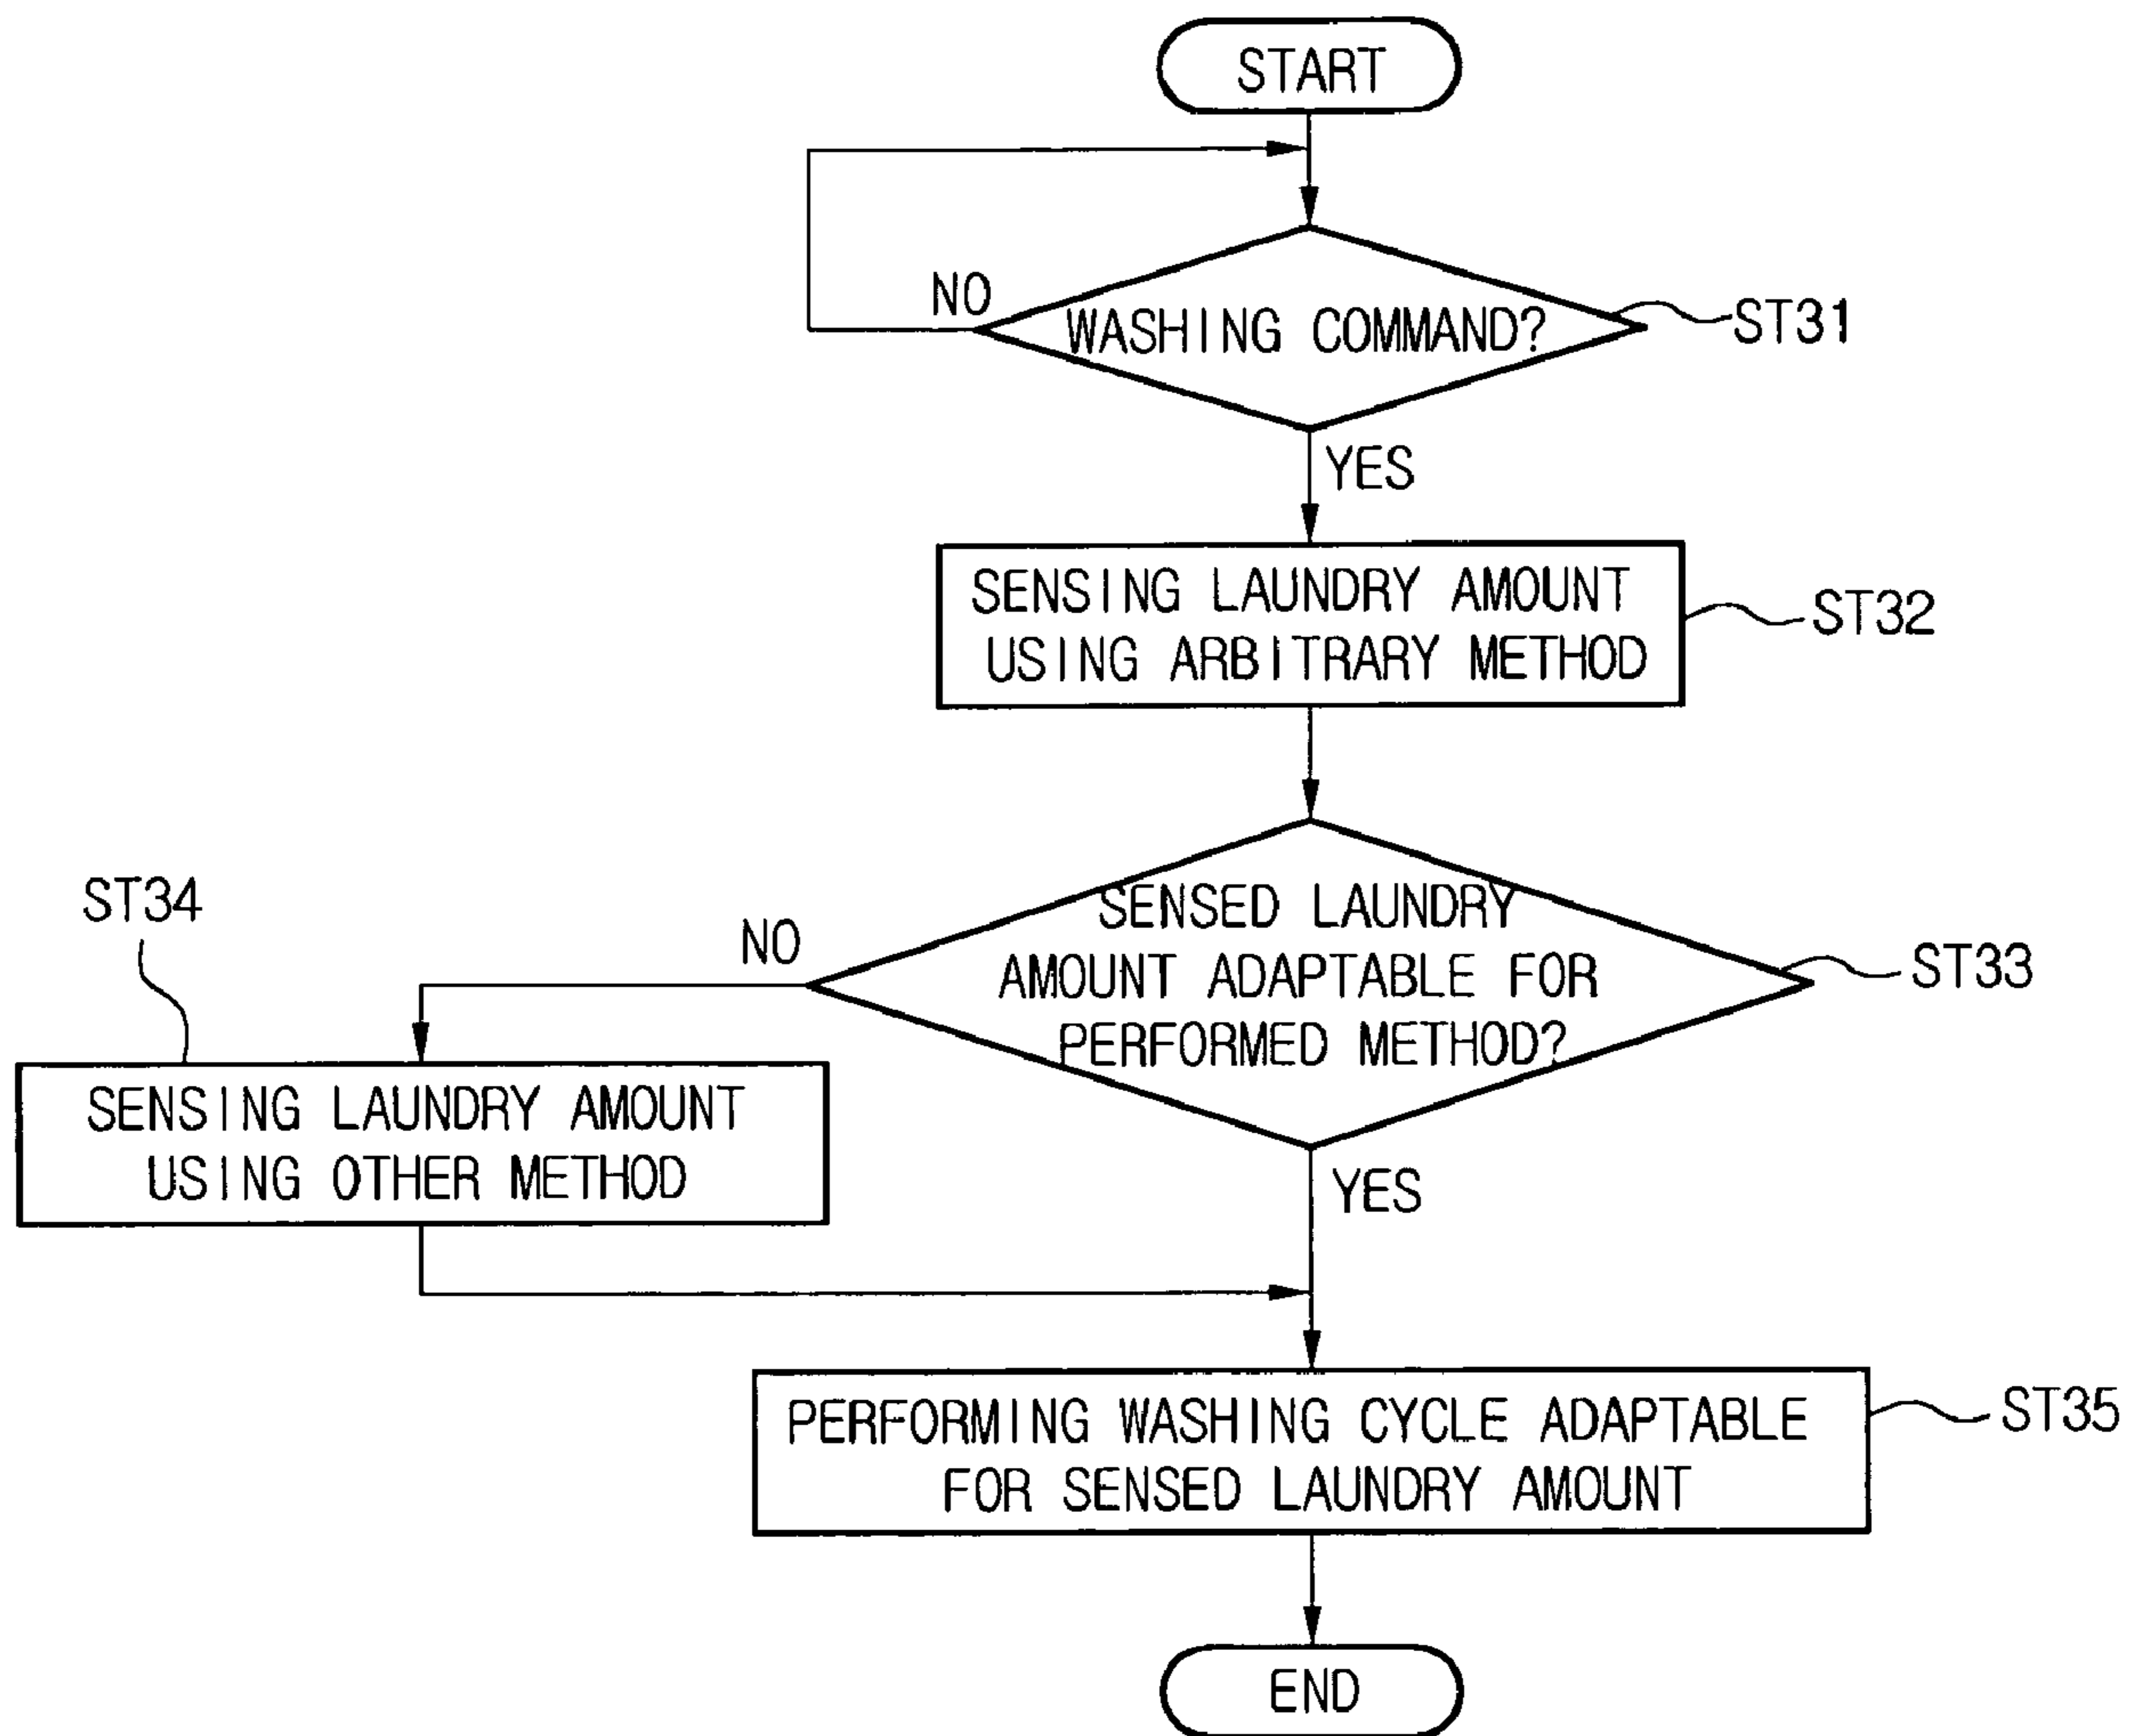 START
NO
WASHING COMMAND?
ST31
YES
SENSING LAUNDRY AMOUNT
USING ARBITRARY METHOD
ST32
SENSED LAUNDRY
AMOUNT ADAPTABLE FOR
PERFORMED METHOD?
ST33
NO
ST34
SENSING LAUNDRY AMOUNT
USING OTHER METHOD
YES
PERFORMING WASHING CYCLE ADAPTABLE
FOR SENSED LAUNDRY AMOUNT
ST35
END